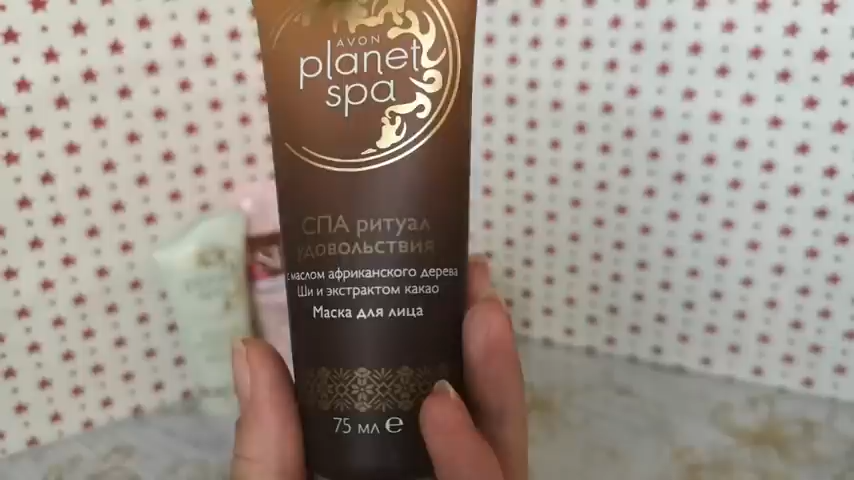 AVON
planet
spa
СПА ритуал
удовольствия
с маслом африканского дерева
Ши и экстрактом какао
Маска для лица
75 мл e